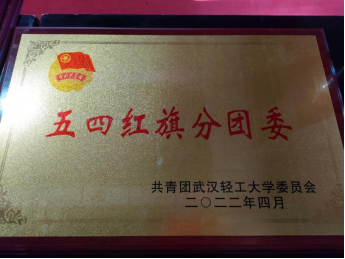 五四红旗分团委
共青团武汉轻工大学委员会
二〇二二年四月